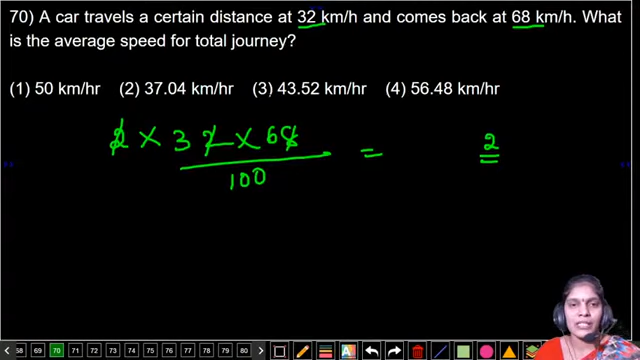 70) A car travels a certain distance at 32 km/h and comes back at 68 km/h. What
is the average speed for total journey?
(1) 50 km/hr (2) 37.04 km/hr (3) 43.52 km/hr (4) 56.48 km/hr
2 × 32 × 68 = 2
100
68 69 70 71 72 73 74 75 76 77 78 79 80 81